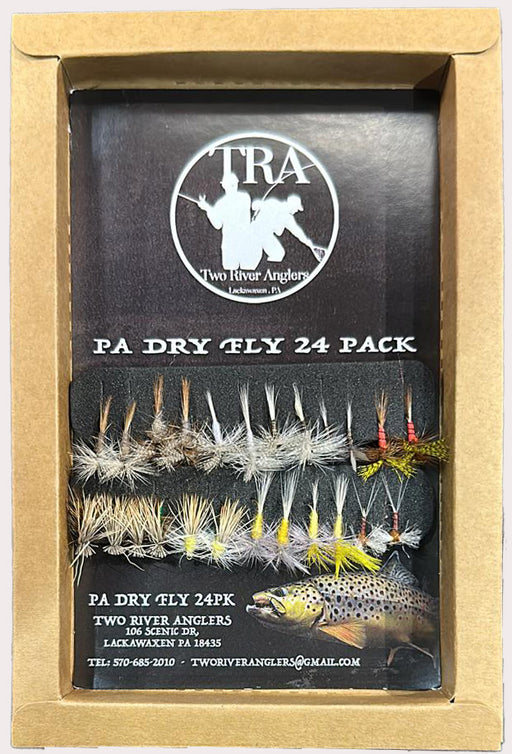 TRA
Two River Anglers
Lackawaxen, PA
PA DRY FLY 24 PACK
PA DRY FLY 24PK
TWO RIVER ANGLERS
106 SCENIC DR,
LACKAWAXEN PA 18435
TEL: 570-685-2010 - TWORIVERANGLERS@GMAIL.COM